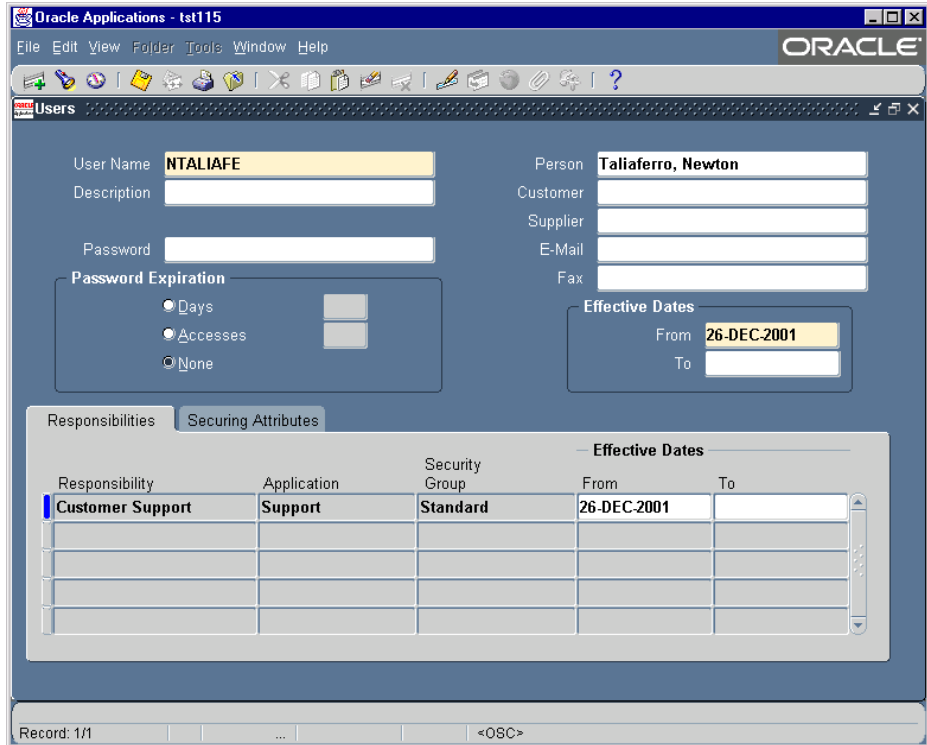 Oracle Applications - tst115
File Edit View Folder Tools Window Help
ORACLE
Users
User Name NTALIAFE
Person Taliaferro, Newton
Description
Customer
Supplier
Password
E-Mail
Password Expiration
Fax
Days
Effective Dates
Accesses
From 26-DEC-2001
None
To
Responsibilities Securing Attributes
Effective Dates
Security
Responsibility Application Group From To
Customer Support Support Standard 26-DEC-2001
Record: 1/1 ... <OSC>